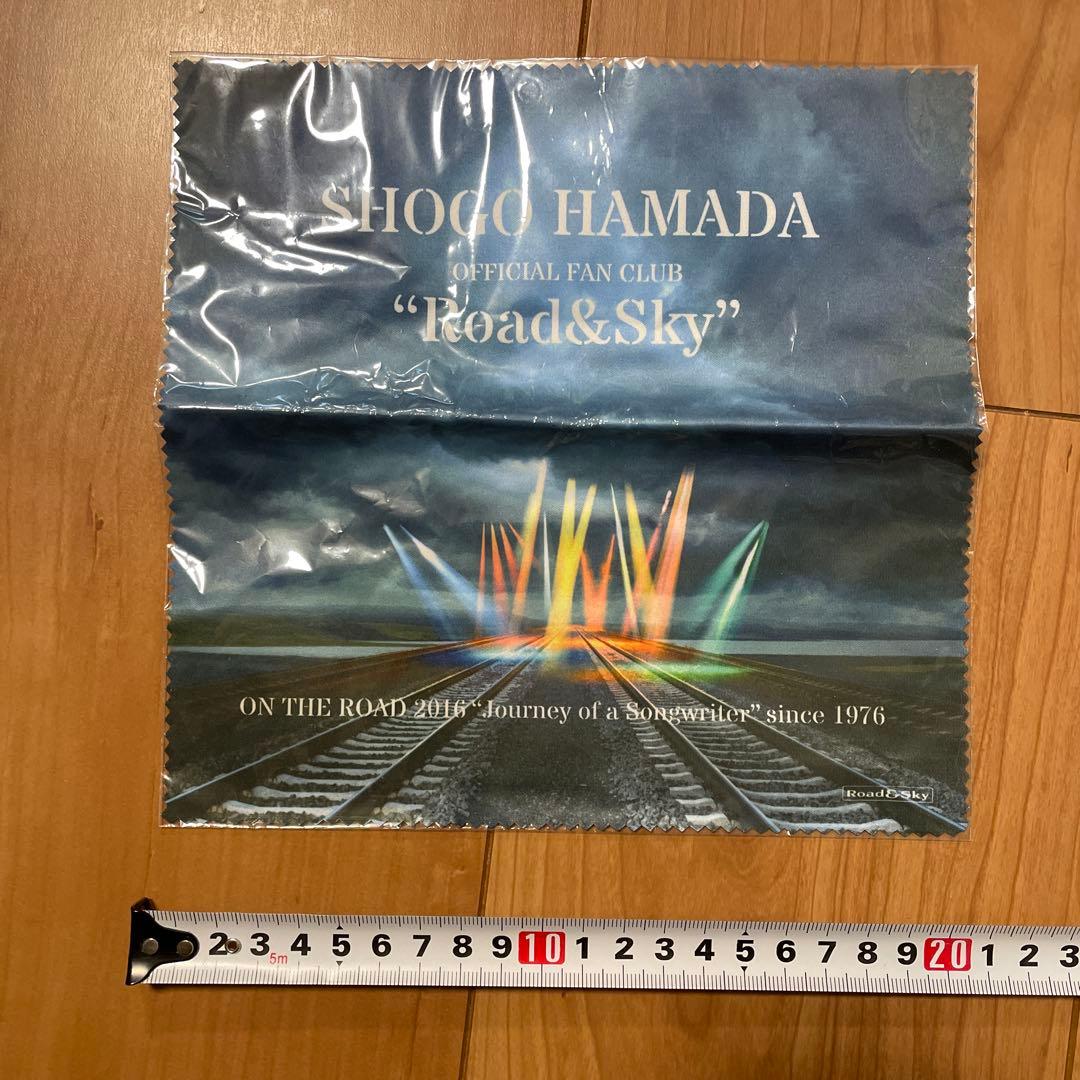 SHOGO HAMADA
OFFICIAL FAN CLUB
“Road&Sky”
ON THE ROAD 2016 “Journey of a Songwriter” since 1976
Road&Sky
2 3 4 5 6 7 8 9 10 1 2 3 4 5 6 7 8 9 20 1 2 3
5m